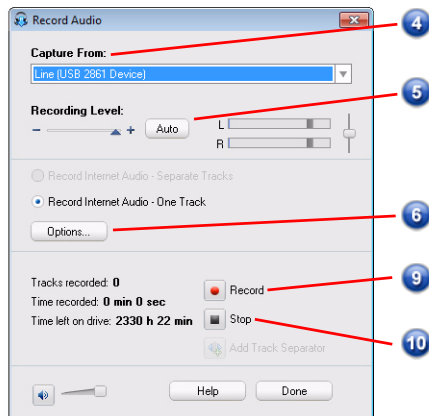 Record Audio
4
Capture From:
Line (USB 2861 Device)
5
Recording Level:
- + Auto L
R
Record Internet Audio - Separate Tracks
Record Internet Audio - One Track
6
Options...
9
Tracks recorded: 0
Record
Time recorded: 0 min 0 sec
Time left on drive: 2330 h 22 min
Stop
10
Add Track Separator
Help Done